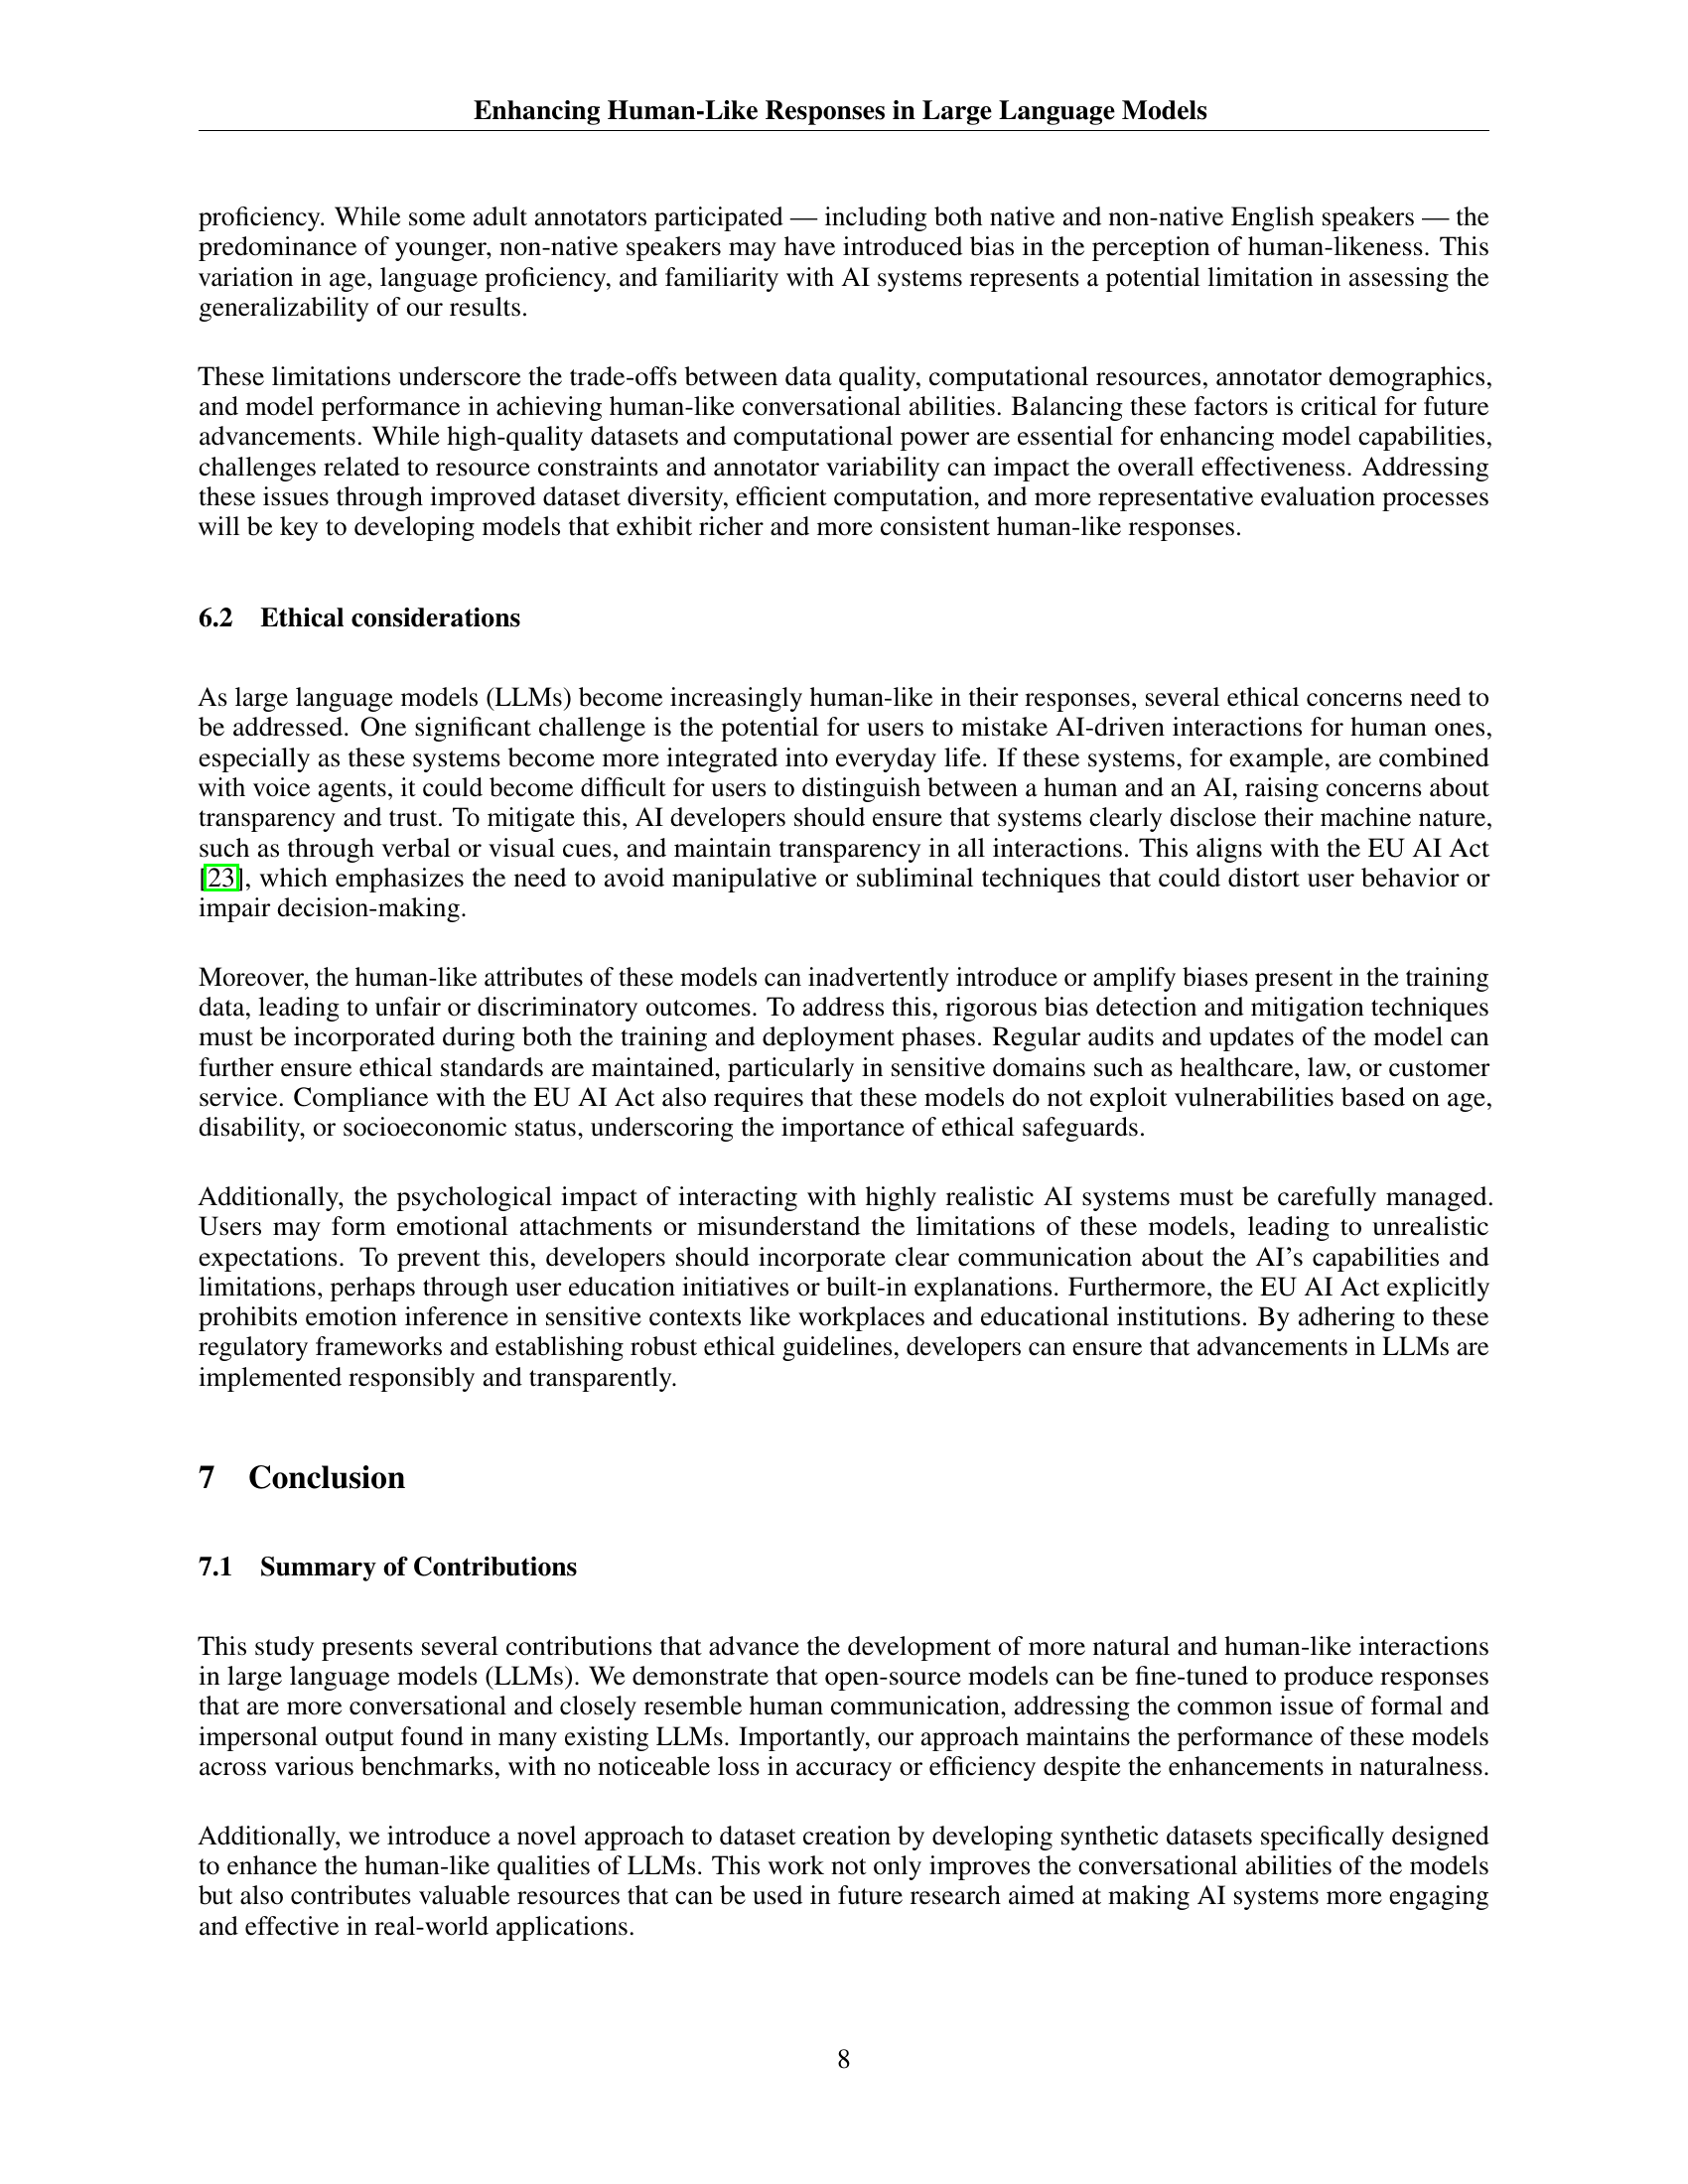 Enhancing Human-Like Responses in Large Language Models
proficiency. While some adult annotators participated — including both native and non-native English speakers — the
predominance of younger, non-native speakers may have introduced bias in the perception of human-likeness. This
variation in age, language proficiency, and familiarity with AI systems represents a potential limitation in assessing the
generalizability of our results.
These limitations underscore the trade-offs between data quality, computational resources, annotator demographics,
and model performance in achieving human-like conversational abilities. Balancing these factors is critical for future
advancements. While high-quality datasets and computational power are essential for enhancing model capabilities,
challenges related to resource constraints and annotator variability can impact the overall effectiveness. Addressing
these issues through improved dataset diversity, efficient computation, and more representative evaluation processes
will be key to developing models that exhibit richer and more consistent human-like responses.
6.2 Ethical considerations
As large language models (LLMs) become increasingly human-like in their responses, several ethical concerns need to
be addressed. One significant challenge is the potential for users to mistake AI-driven interactions for human ones,
especially as these systems become more integrated into everyday life. If these systems, for example, are combined
with voice agents, it could become difficult for users to distinguish between a human and an AI, raising concerns about
transparency and trust. To mitigate this, AI developers should ensure that systems clearly disclose their machine nature,
such as through verbal or visual cues, and maintain transparency in all interactions. This aligns with the EU AI Act
[23], which emphasizes the need to avoid manipulative or subliminal techniques that could distort user behavior or
impair decision-making.
Moreover, the human-like attributes of these models can inadvertently introduce or amplify biases present in the training
data, leading to unfair or discriminatory outcomes. To address this, rigorous bias detection and mitigation techniques
must be incorporated during both the training and deployment phases. Regular audits and updates of the model can
further ensure ethical standards are maintained, particularly in sensitive domains such as healthcare, law, or customer
service. Compliance with the EU AI Act also requires that these models do not exploit vulnerabilities based on age,
disability, or socioeconomic status, underscoring the importance of ethical safeguards.
Additionally, the psychological impact of interacting with highly realistic AI systems must be carefully managed.
Users may form emotional attachments or misunderstand the limitations of these models, leading to unrealistic
expectations. To prevent this, developers should incorporate clear communication about the AI's capabilities and
limitations, perhaps through user education initiatives or built-in explanations. Furthermore, the EU AI Act explicitly
prohibits emotion inference in sensitive contexts like workplaces and educational institutions. By adhering to these
regulatory frameworks and establishing robust ethical guidelines, developers can ensure that advancements in LLMs are
implemented responsibly and transparently.
7 Conclusion
7.1 Summary of Contributions
This study presents several contributions that advance the development of more natural and human-like interactions
in large language models (LLMs). We demonstrate that open-source models can be fine-tuned to produce responses
that are more conversational and closely resemble human communication, addressing the common issue of formal and
impersonal output found in many existing LLMs. Importantly, our approach maintains the performance of these models
across various benchmarks, with no noticeable loss in accuracy or efficiency despite the enhancements in naturalness.
Additionally, we introduce a novel approach to dataset creation by developing synthetic datasets specifically designed
to enhance the human-like qualities of LLMs. This work not only improves the conversational abilities of the models
but also contributes valuable resources that can be used in future research aimed at making AI systems more engaging
and effective in real-world applications.
8